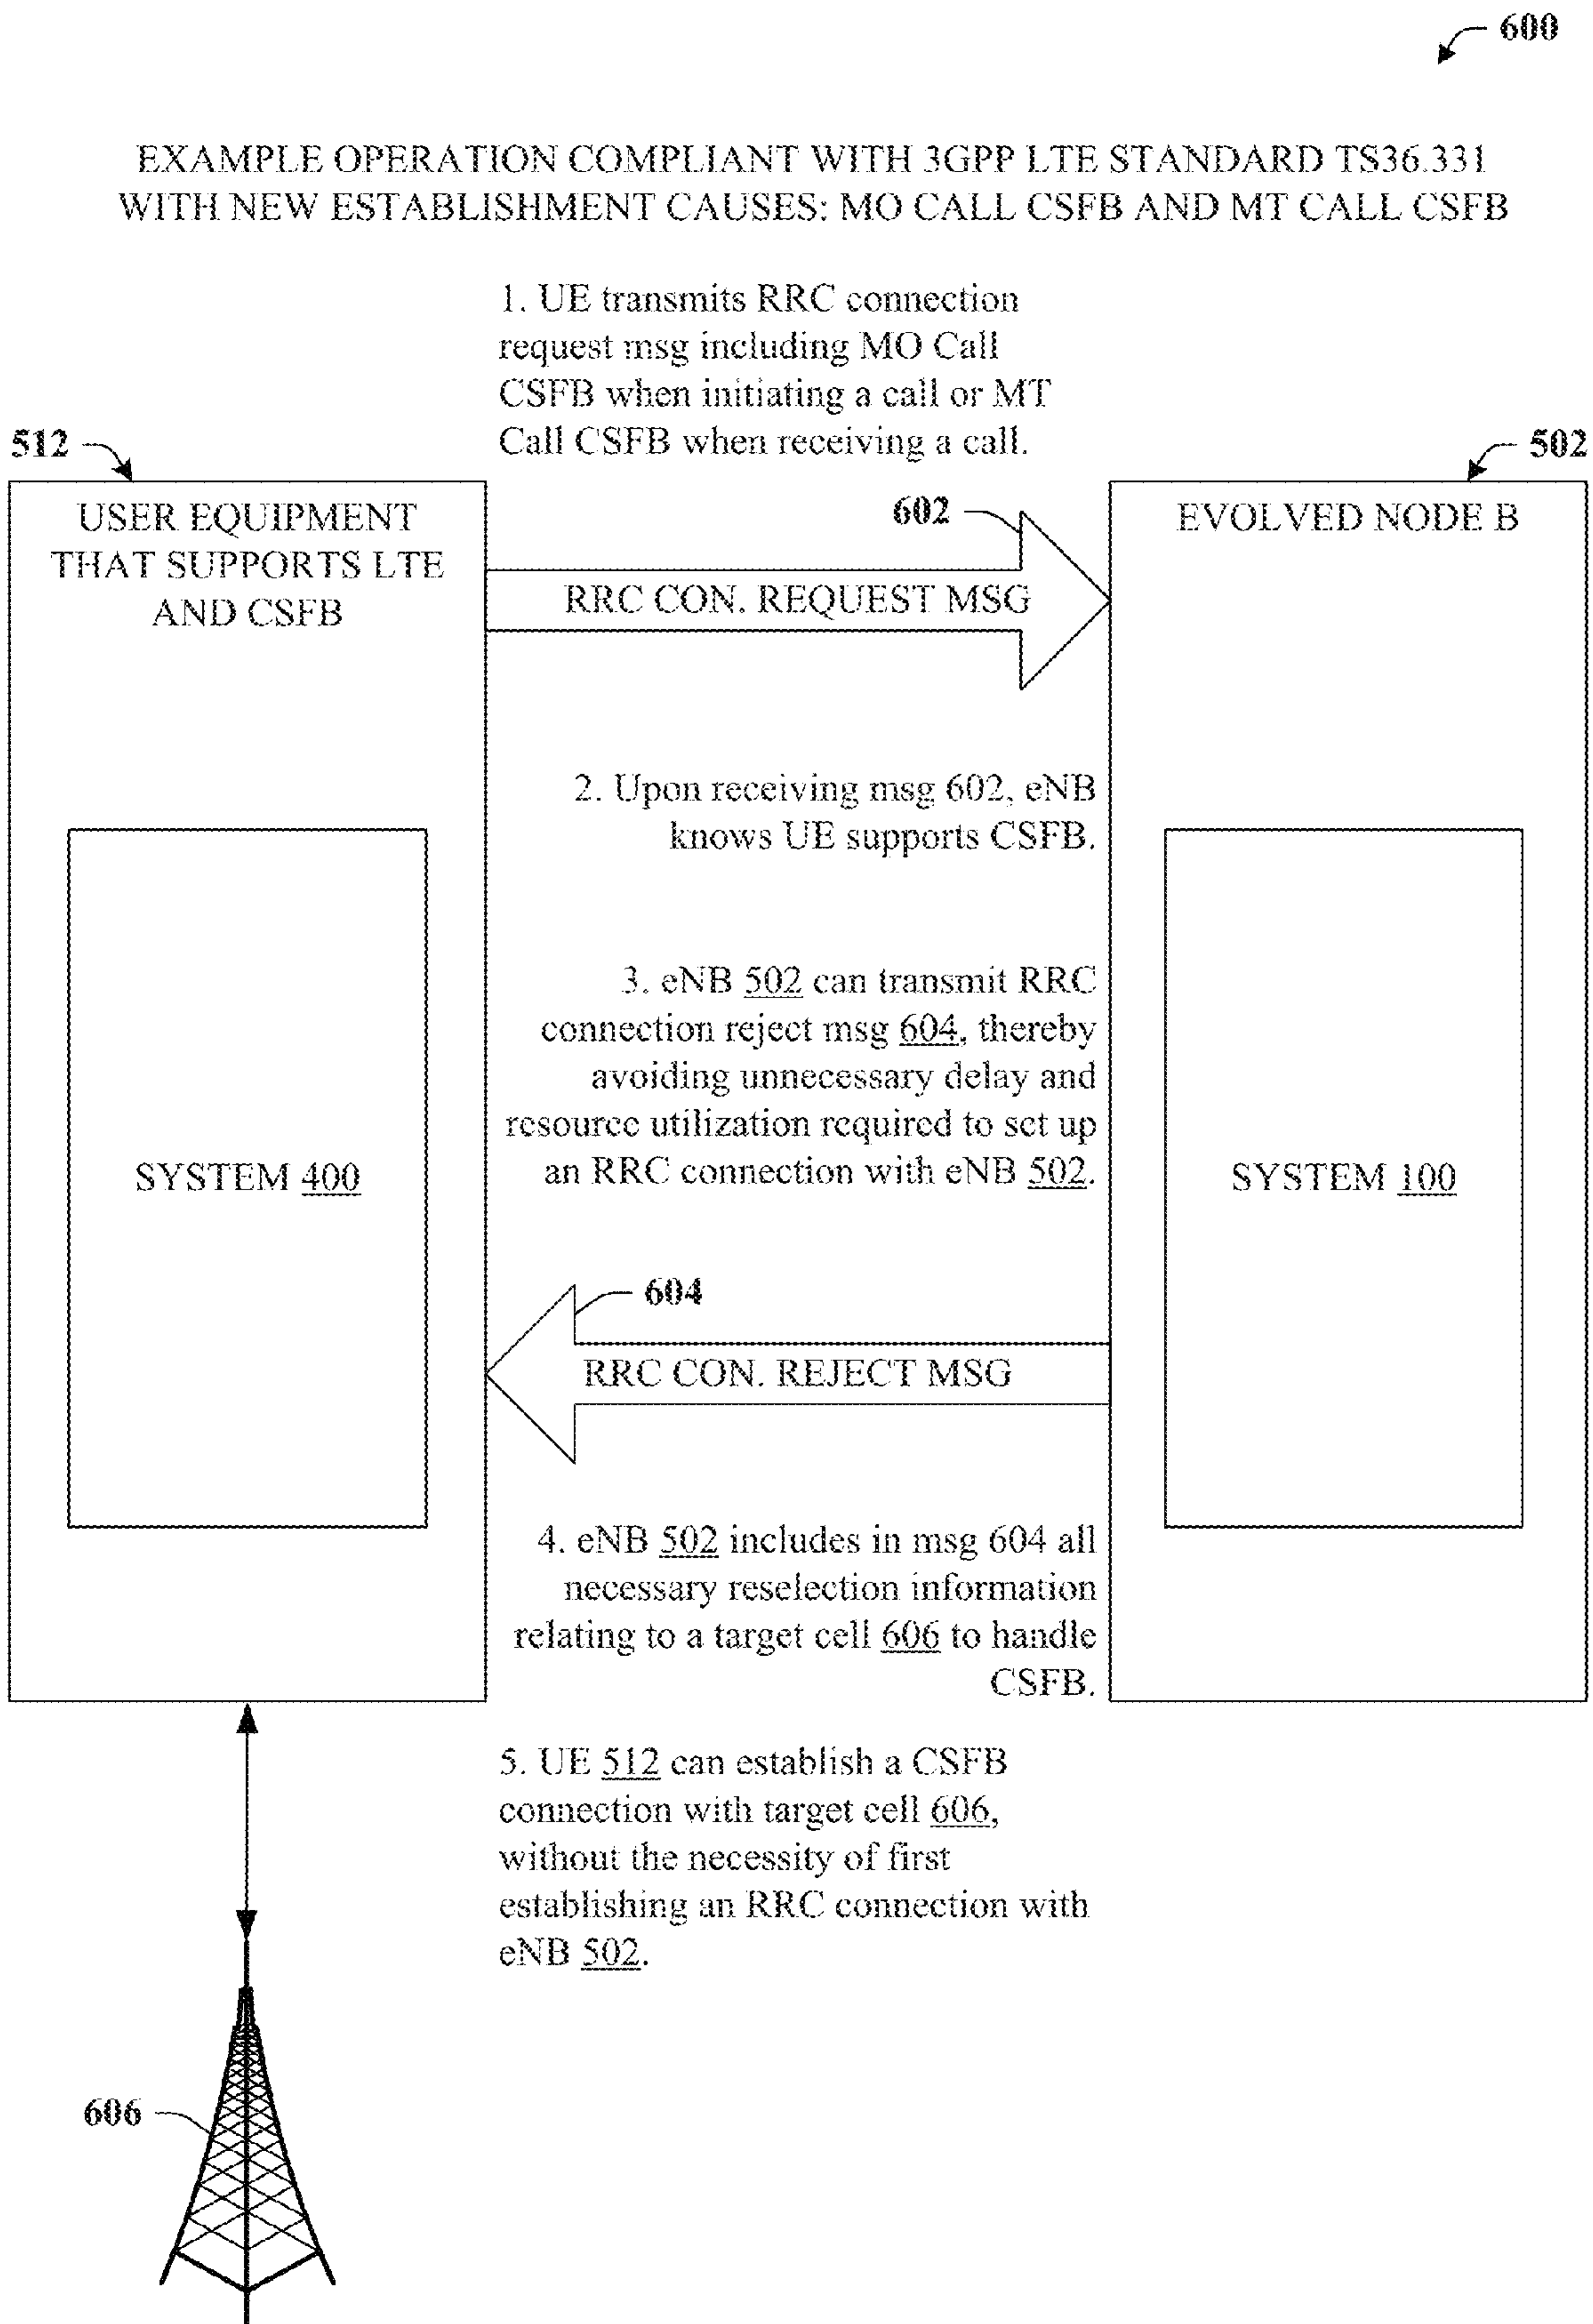 600
EXAMPLE OPERATION COMPLIANT WITH 3GPP LTE STANDARD TS36.331
WITH NEW ESTABLISHMENT CAUSES: MO CALL CSFB AND MT CALL CSFB
1. UE transmits RRC connection
request msg including MO Call
CSFB when initiating a call or MT
Call CSFB when receiving a call.
512
502
USER EQUIPMENT
THAT SUPPORTS LTE
AND CSFB
602
EVOLVED NODE B
RRC CON. REQUEST MSG
2. Upon receiving msg 602, eNB
knows UE supports CSFB.
3. eNB 502 can transmit RRC
connection reject msg 604, thereby
avoiding unnecessary delay and
resource utilization required to set up
an RRC connection with eNB 502.
SYSTEM 400
SYSTEM 100
604
RRC CON. REJECT MSG
4. eNB 502 includes in msg 604 all
necessary reselection information
relating to a target cell 606 to handle
CSFB.
5. UE 512 can establish a CSFB
connection with target cell 606,
without the necessity of first
establishing an RRC connection with
eNB 502.
606